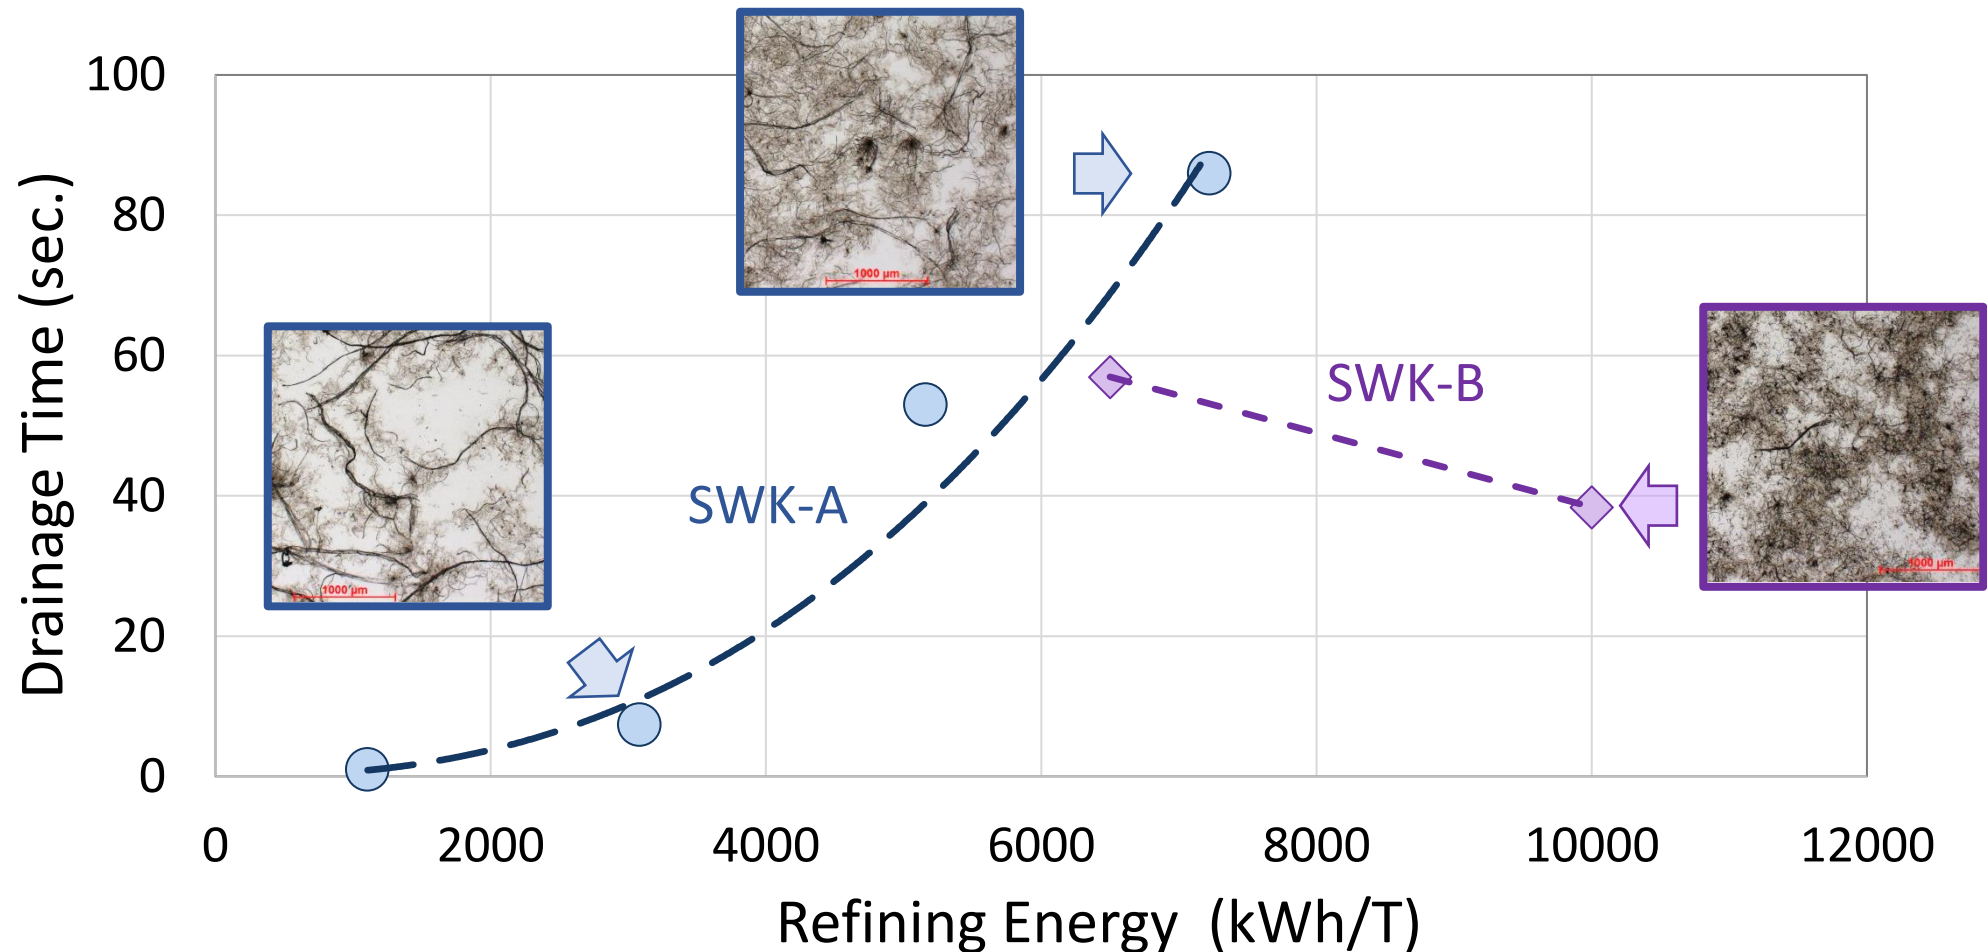 100
80
60
40
20
0
Drainage Time (sec.)
1000 µm
1000 µm
1000 µm
SWK-A
SWK-B
0 2000 4000 6000 8000 10000 12000
Refining Energy (kWh/T)